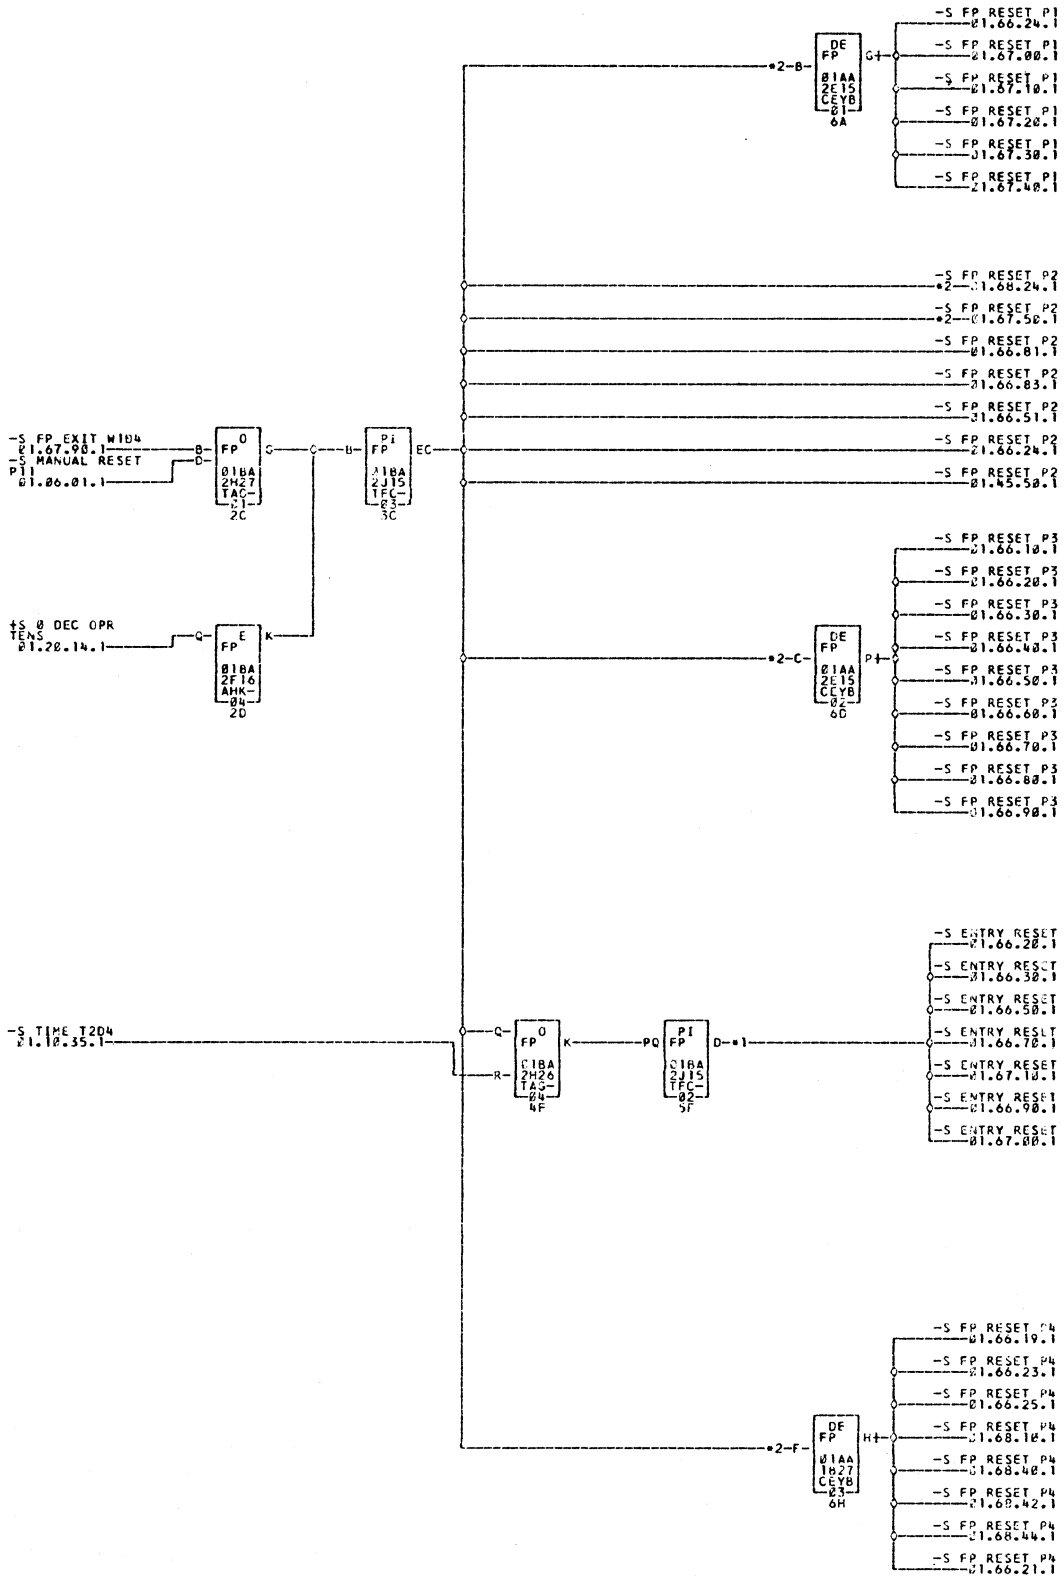 -S FP RESET P1
01.66.24.1
-S FP RESET P1
01.67.00.1
-S FP RESET P1
01.67.10.1
-S FP RESET P1
01.67.20.1
-S FP RESET P1
01.67.30.1
-S FP RESET P1
01.67.40.1
*2-B-
DE
FP
G+
01AA
2E15
CEYB
-01-
6A
-S FP RESET P2
*2-01.68.24.1
-S FP RESET P2
*2-01.67.50.1
-S FP RESET P2
01.66.81.1
-S FP RESET P2
01.66.83.1
-S FP RESET P2
01.66.51.1
-S FP RESET P2
01.66.24.1
-S FP RESET P2
01.45.50.1
-S FP EXIT W1D4
01.67.90.1
-S MANUAL RESET
P11
01.06.01.1
B
D
O
FP
G
01BA
2H27
TAG-
-01-
2C
C
B
PI
FP
EC
01BA
2J15
TFC-
-03-
3C
+S 0 DEC OPR
TENS
01.20.14.1
Q
E
FP
K
01BA
2F16
AHK-
-04-
2D
-S FP RESET P3
01.66.10.1
-S FP RESET P3
01.66.20.1
-S FP RESET P3
01.66.30.1
-S FP RESET P3
01.66.40.1
-S FP RESET P3
01.66.50.1
-S FP RESET P3
01.66.60.1
-S FP RESET P3
01.66.70.1
-S FP RESET P3
01.66.80.1
-S FP RESET P3
01.66.90.1
*2-C-
DE
FP
P+
01AA
2E15
CEYB
-02-
6D
-S ENTRY RESET
01.66.20.1
-S ENTRY RESET
01.66.30.1
-S ENTRY RESET
01.66.50.1
-S ENTRY RESET
01.66.70.1
-S ENTRY RESET
01.67.10.1
-S ENTRY RESET
01.66.90.1
-S ENTRY RESET
01.67.00.1
-S TIME T2D4
01.10.35.1
Q
R
O
FP
K
01BA
2H26
TAG-
-04-
4F
PQ
PI
FP
D-*1
01BA
2J15
TFC-
-02-
5F
-S FP RESET P4
01.66.19.1
-S FP RESET P4
01.66.23.1
-S FP RESET P4
01.66.25.1
-S FP RESET P4
01.68.10.1
-S FP RESET P4
01.68.40.1
-S FP RESET P4
01.68.42.1
-S FP RESET P4
01.68.44.1
-S FP RESET P4
01.66.21.1
*2-F-
DE
FP
H+
01AA
1B27
CEYB
-03-
6H